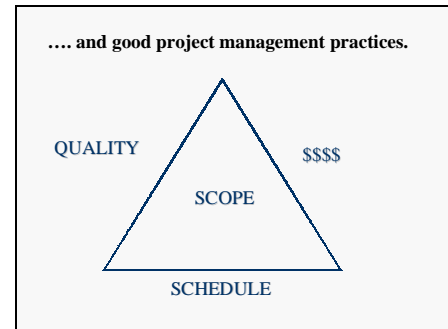 …. and good project management practices.
QUALITY
$$$$
SCOPE
SCHEDULE